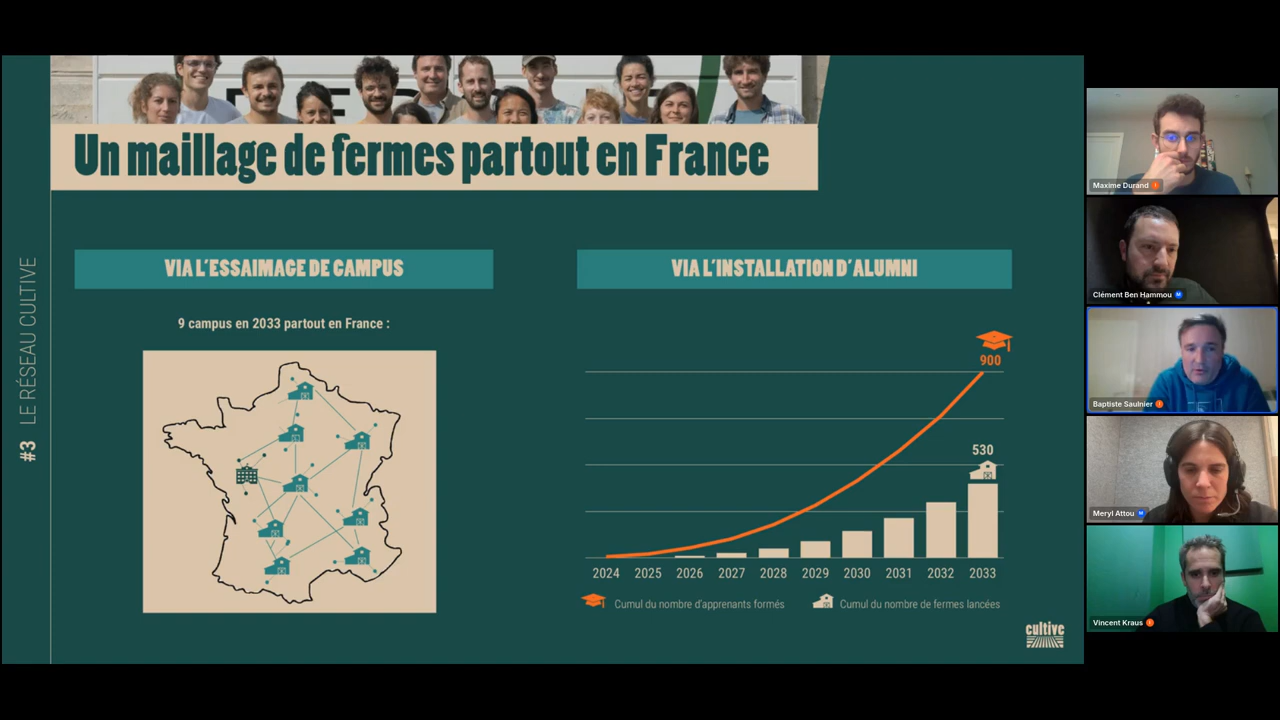 Un maillage de fermes partout en France
#3 LE RÉSEAU CULTIVE
VIA L'ESSAIMAGE DE CAMPUS
9 campus en 2033 partout en France :
VIA L'INSTALLATION D'ALUMNI
900
530
2024 2025 2026 2027 2028 2029 2030 2031 2032 2033
Cumul du nombre d'apprenants formés
Cumul du nombre de fermes lancées
cultive
Maxime Durand
Clément Ben Hammou
Baptiste Saulnier
Meryl Attou
Vincent Kraus